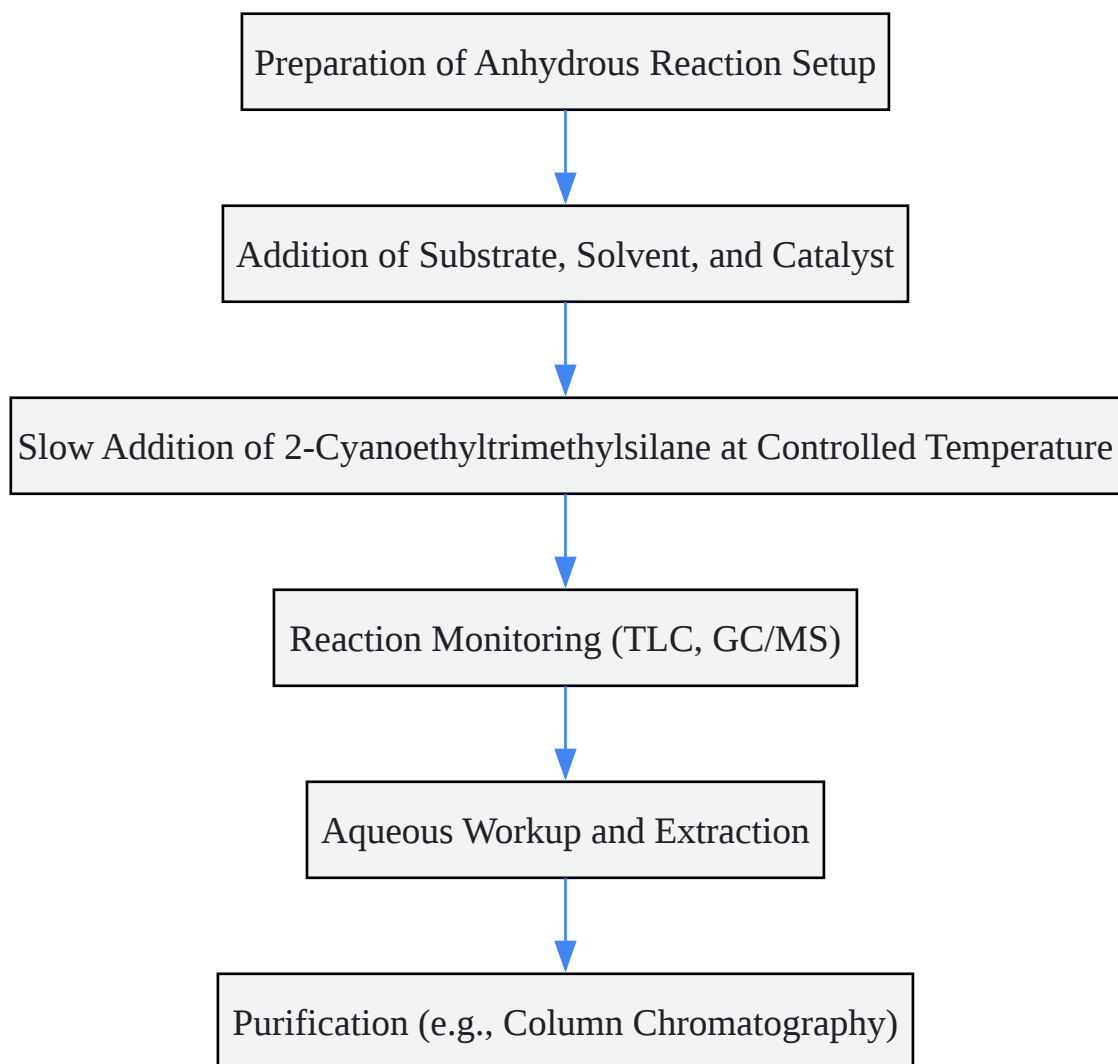 Preparation of Anhydrous Reaction Setup
Addition of Substrate, Solvent, and Catalyst
Slow Addition of 2-Cyanoethyltrimethylsilane at Controlled Temperature
Reaction Monitoring (TLC, GC/MS)
Aqueous Workup and Extraction
Purification (e.g., Column Chromatography)